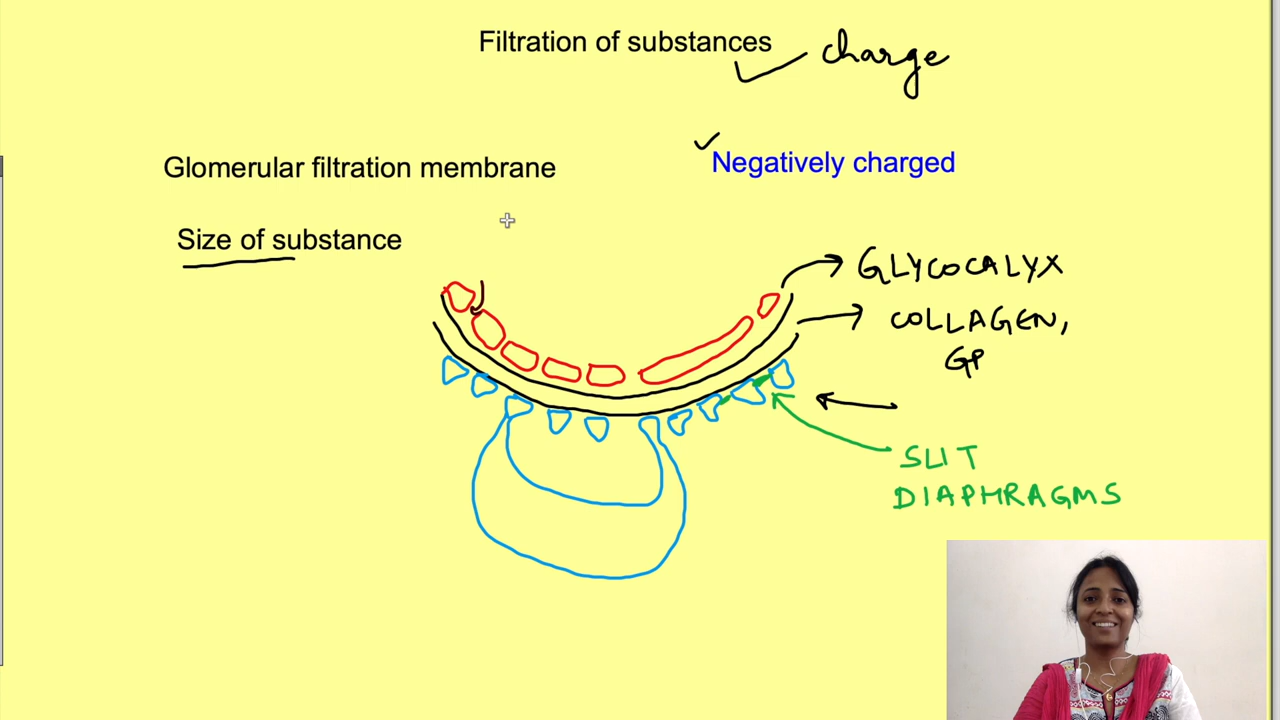 Filtration of substances
charge
Glomerular filtration membrane
Negatively charged
Size of substance
GLYCOCALYX
COLLAGEN,
GP
SLIT
DIAPHRAGMS